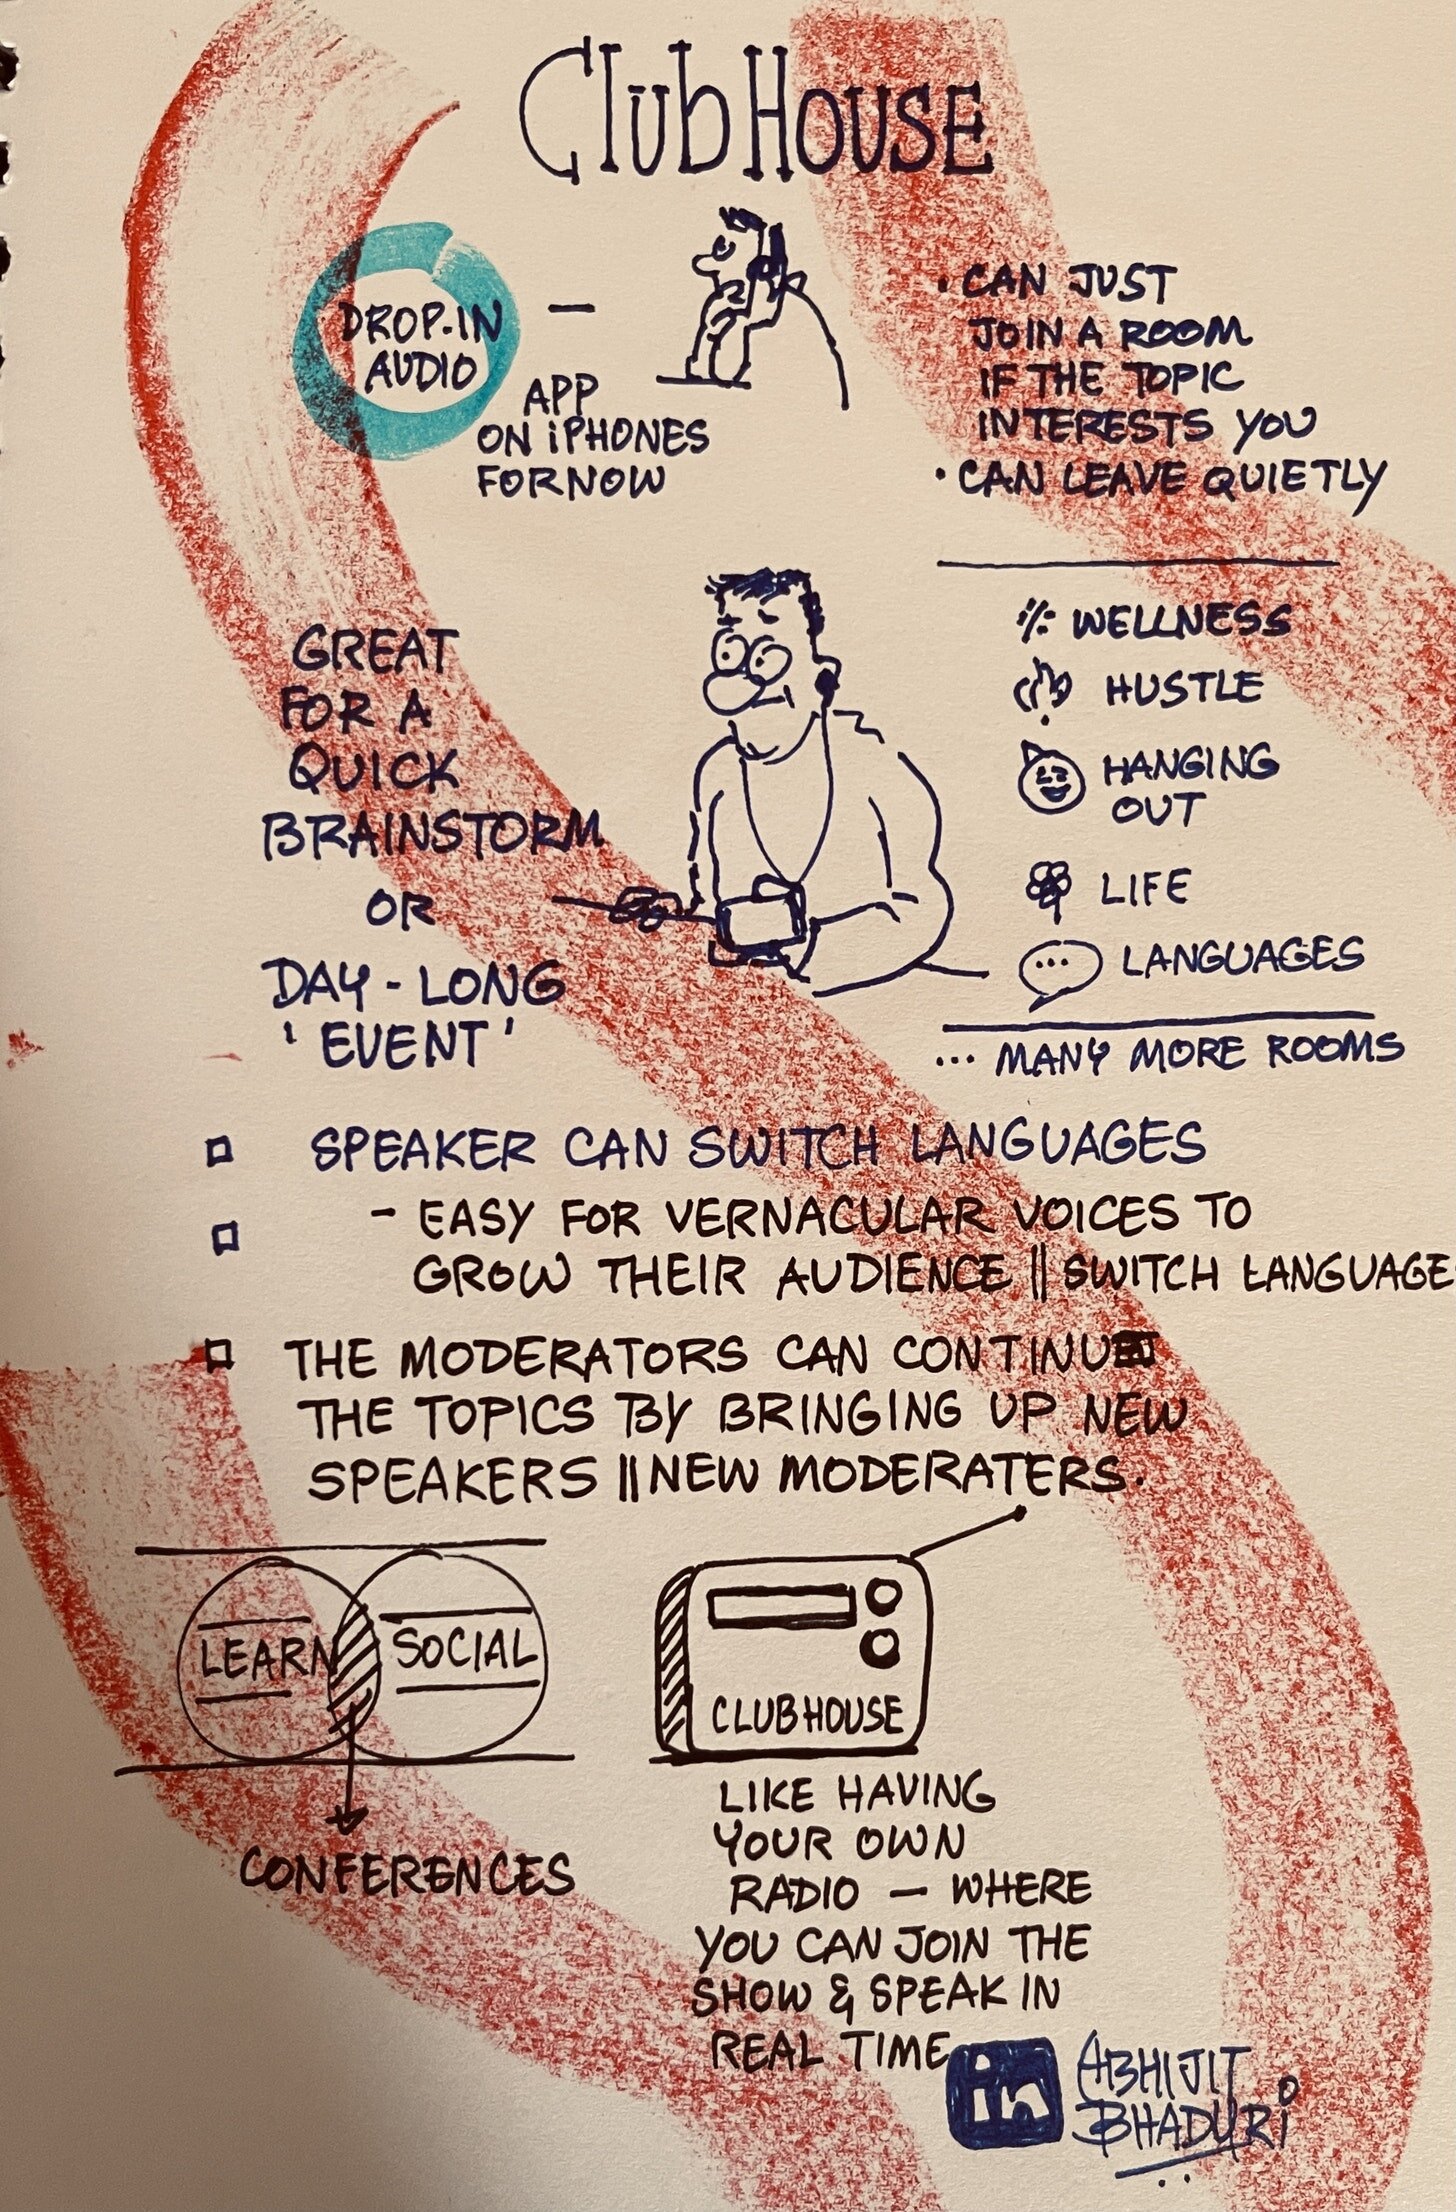 ClubHOUSE
DROP-IN
AUDIO
APP
ON iPHONES
FOR NOW
• CAN JUST
JOIN A ROOM
IF THE TOPIC
INTERESTS YOU
• CAN LEAVE QUIETLY
WELLNESS
HUSTLE
HANGING
OUT
LIFE
... LANGUAGES
... MANY MORE ROOMS
GREAT
FOR A
QUICK
BRAINSTORM
OR
DAY - LONG
'EVENT'
SPEAKER CAN SWITCH LANGUAGES
- EASY FOR VERNACULAR VOICES TO
GROW THEIR AUDIENCE || SWITCH LANGUAGE
THE MODERATORS CAN CONTINUE
THE TOPICS BY BRINGING UP NEW
SPEAKERS || NEW MODERATERS.
LEARN
SOCIAL
CONFERENCES
CLUBHOUSE
LIKE HAVING
YOUR OWN
RADIO — WHERE
YOU CAN JOIN THE
SHOW & SPEAK IN
REAL TIME
in
ABHIJIT
BHADURI